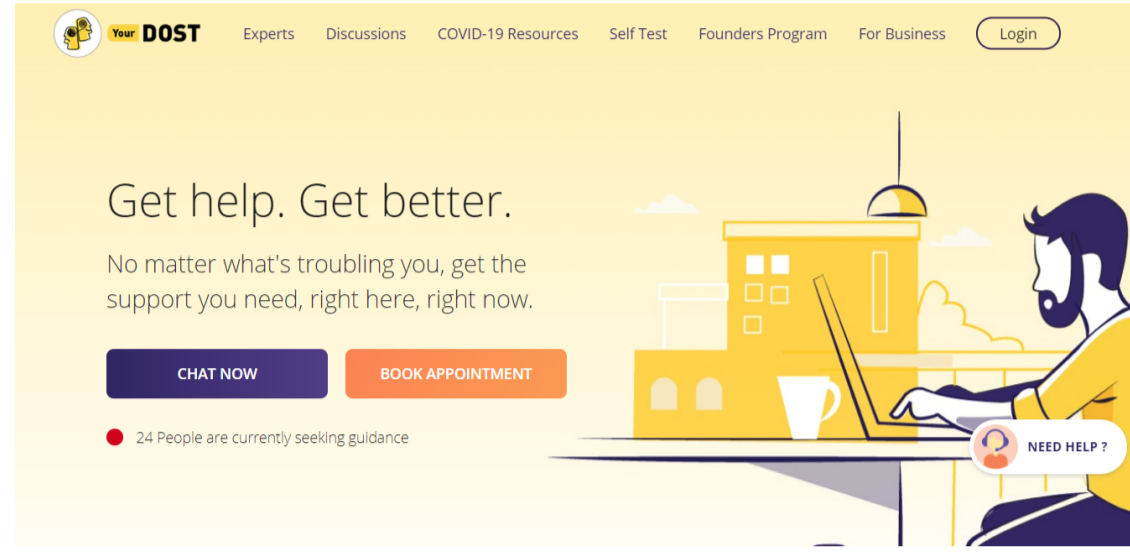 Your DOST
Experts
Discussions
COVID-19 Resources
Self Test
Founders Program
For Business
Login
Get help. Get better.
No matter what's troubling you, get the
support you need, right here, right now.
CHAT NOW
BOOK APPOINTMENT
24 People are currently seeking guidance
NEED HELP ?